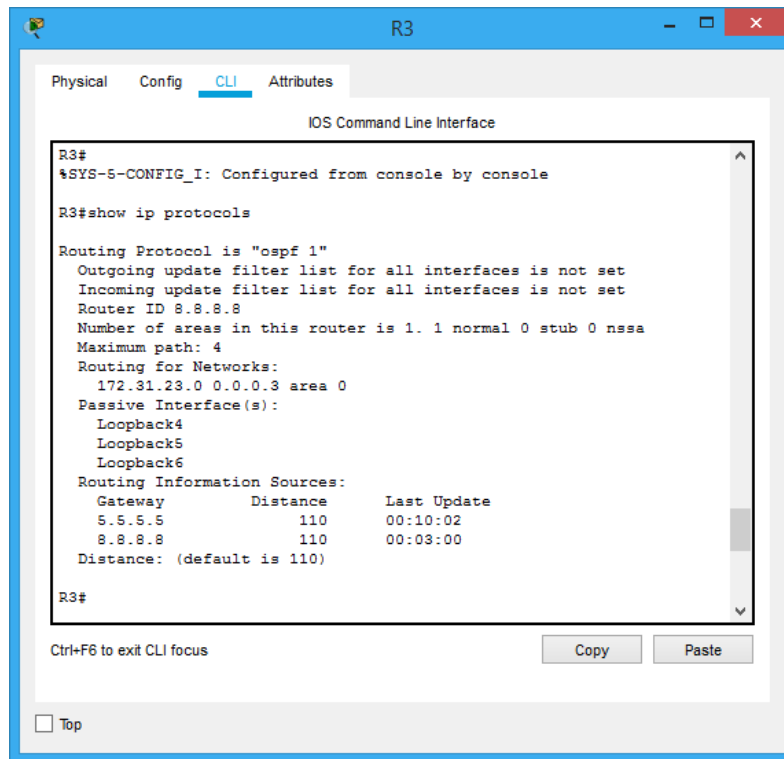 R3
Physical Config CLI Attributes
IOS Command Line Interface
R3#
%SYS-5-CONFIG_I: Configured from console by console
R3#show ip protocols
Routing Protocol is "ospf 1"
Outgoing update filter list for all interfaces is not set
Incoming update filter list for all interfaces is not set
Router ID 8.8.8.8
Number of areas in this router is 1. 1 normal 0 stub 0 nssa
Maximum path: 4
Routing for Networks:
172.31.23.0 0.0.0.3 area 0
Passive Interface(s):
Loopback4
Loopback5
Loopback6
Routing Information Sources:
Gateway Distance Last Update
5.5.5.5 110 00:10:02
8.8.8.8 110 00:03:00
Distance: (default is 110)
R3#
Ctrl+F6 to exit CLI focus Copy Paste
Top